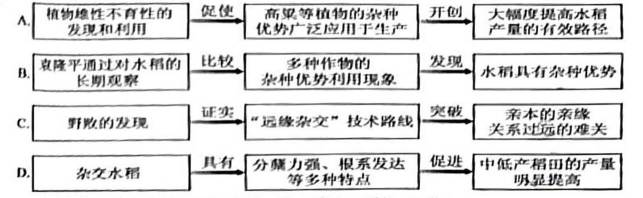 A. 植物雄性不育性的发现和利用 促使 高粱等植物的杂种优势广泛应用于生产 开创 大幅度提高水稻产量的有效路径
B. 袁隆平通过对水稻的长期观察 比较 多种作物的杂种优势利用现象 发现 水稻具有杂种优势
C. 野败的发现 证实 “远缘杂交”技术路线 突破 亲本的亲缘关系过远的难关
D. 杂交水稻 具有 分蘖力强、根系发达等多种特点 促进 中低产稻田的产量明显提高